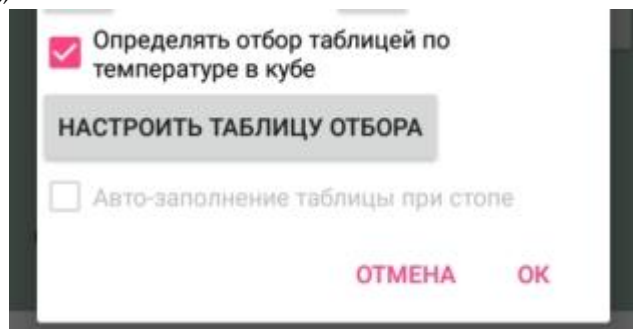 Определять отбор таблицей по
температуре в кубе
НАСТРОИТЬ ТАБЛИЦУ ОТБОРА
Авто-заполнение таблицы при стопе
ОТМЕНА ОК